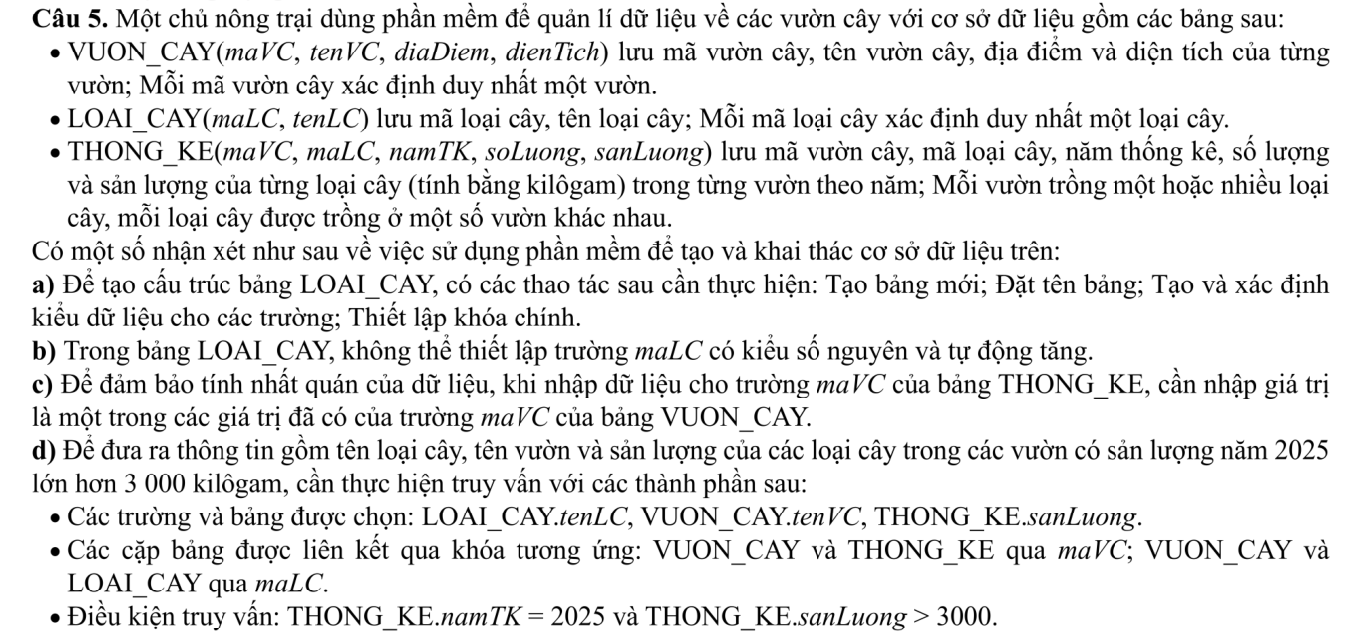 Câu 5. Một chủ nông trại dùng phần mềm để quản lí dữ liệu về các vườn cây với cơ sở dữ liệu gồm các bảng sau:
• VUON_CAY(maVC, tenVC, diaDiem, dienTich) lưu mã vườn cây, tên vườn cây, địa điểm và diện tích của từng
vườn; Mỗi mã vườn cây xác định duy nhất một vườn.
• LOAI_CAY(maLC, tenLC) lưu mã loại cây, tên loại cây; Mỗi mã loại cây xác định duy nhất một loại cây.
• THONG_KE(maVC, maLC, namTK, soLuong, sanLuong) lưu mã vườn cây, mã loại cây, năm thống kê, số lượng
và sản lượng của từng loại cây (tính bằng kilôgam) trong từng vườn theo năm; Mỗi vườn trồng một hoặc nhiều loại
cây, mỗi loại cây được trồng ở một số vườn khác nhau.
Có một số nhận xét như sau về việc sử dụng phần mềm để tạo và khai thác cơ sở dữ liệu trên:
a) Để tạo cấu trúc bảng LOAI_CAY, có các thao tác sau cần thực hiện: Tạo bảng mới; Đặt tên bảng; Tạo và xác định
kiểu dữ liệu cho các trường; Thiết lập khóa chính.
b) Trong bảng LOAI_CAY, không thể thiết lập trường maLC có kiểu số nguyên và tự động tăng.
c) Để đảm bảo tính nhất quán của dữ liệu, khi nhập dữ liệu cho trường maVC của bảng THONG_KE, cần nhập giá trị
là một trong các giá trị đã có của trường maVC của bảng VUON_CAY.
d) Để đưa ra thông tin gồm tên loại cây, tên vườn và sản lượng của các loại cây trong các vườn có sản lượng năm 2025
lớn hơn 3 000 kilôgam, cần thực hiện truy vấn với các thành phần sau:
• Các trường và bảng được chọn: LOAI_CAY.tenLC, VUON_CAY.tenVC, THONG_KE.sanLuong.
• Các cặp bảng được liên kết qua khóa tương ứng: VUON_CAY và THONG_KE qua maVC; VUON_CAY và
LOAI_CAY qua maLC.
• Điều kiện truy vấn: THONG_KE.namTK = 2025 và THONG_KE.sanLuong > 3000.